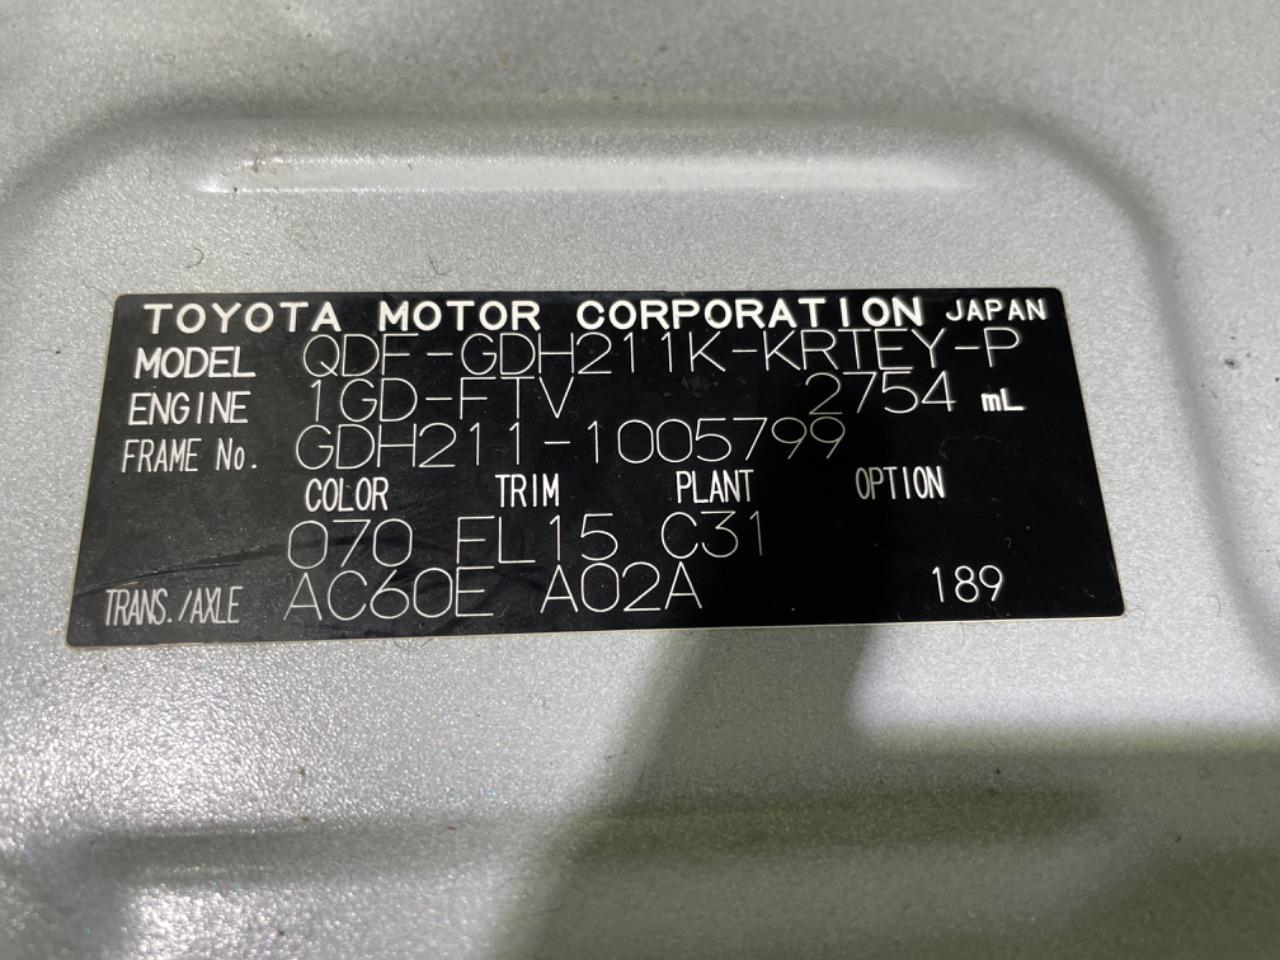 TOYOTA MOTOR CORPORATION JAPAN
MODEL QDF-GDH211K-KRTEY-P
ENGINE 1GD-FTV 2754 mL
FRAME No. GDH211-1005799
COLOR TRIM PLANT OPTION
070 FL15 C31
TRANS./AXLE AC60E A02A 189